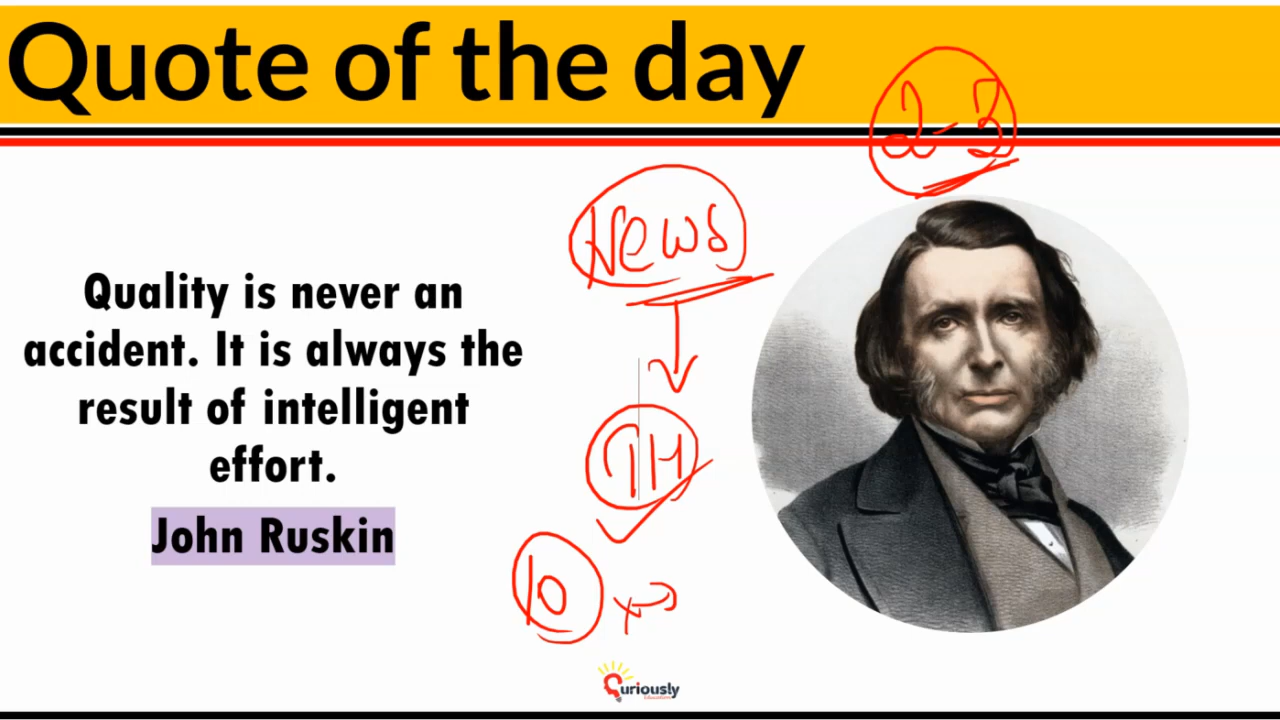 Quote of the day
2-3
News
Quality is never an
accident. It is always the
result of intelligent
effort.
TH
John Ruskin
10
Curiously
Education